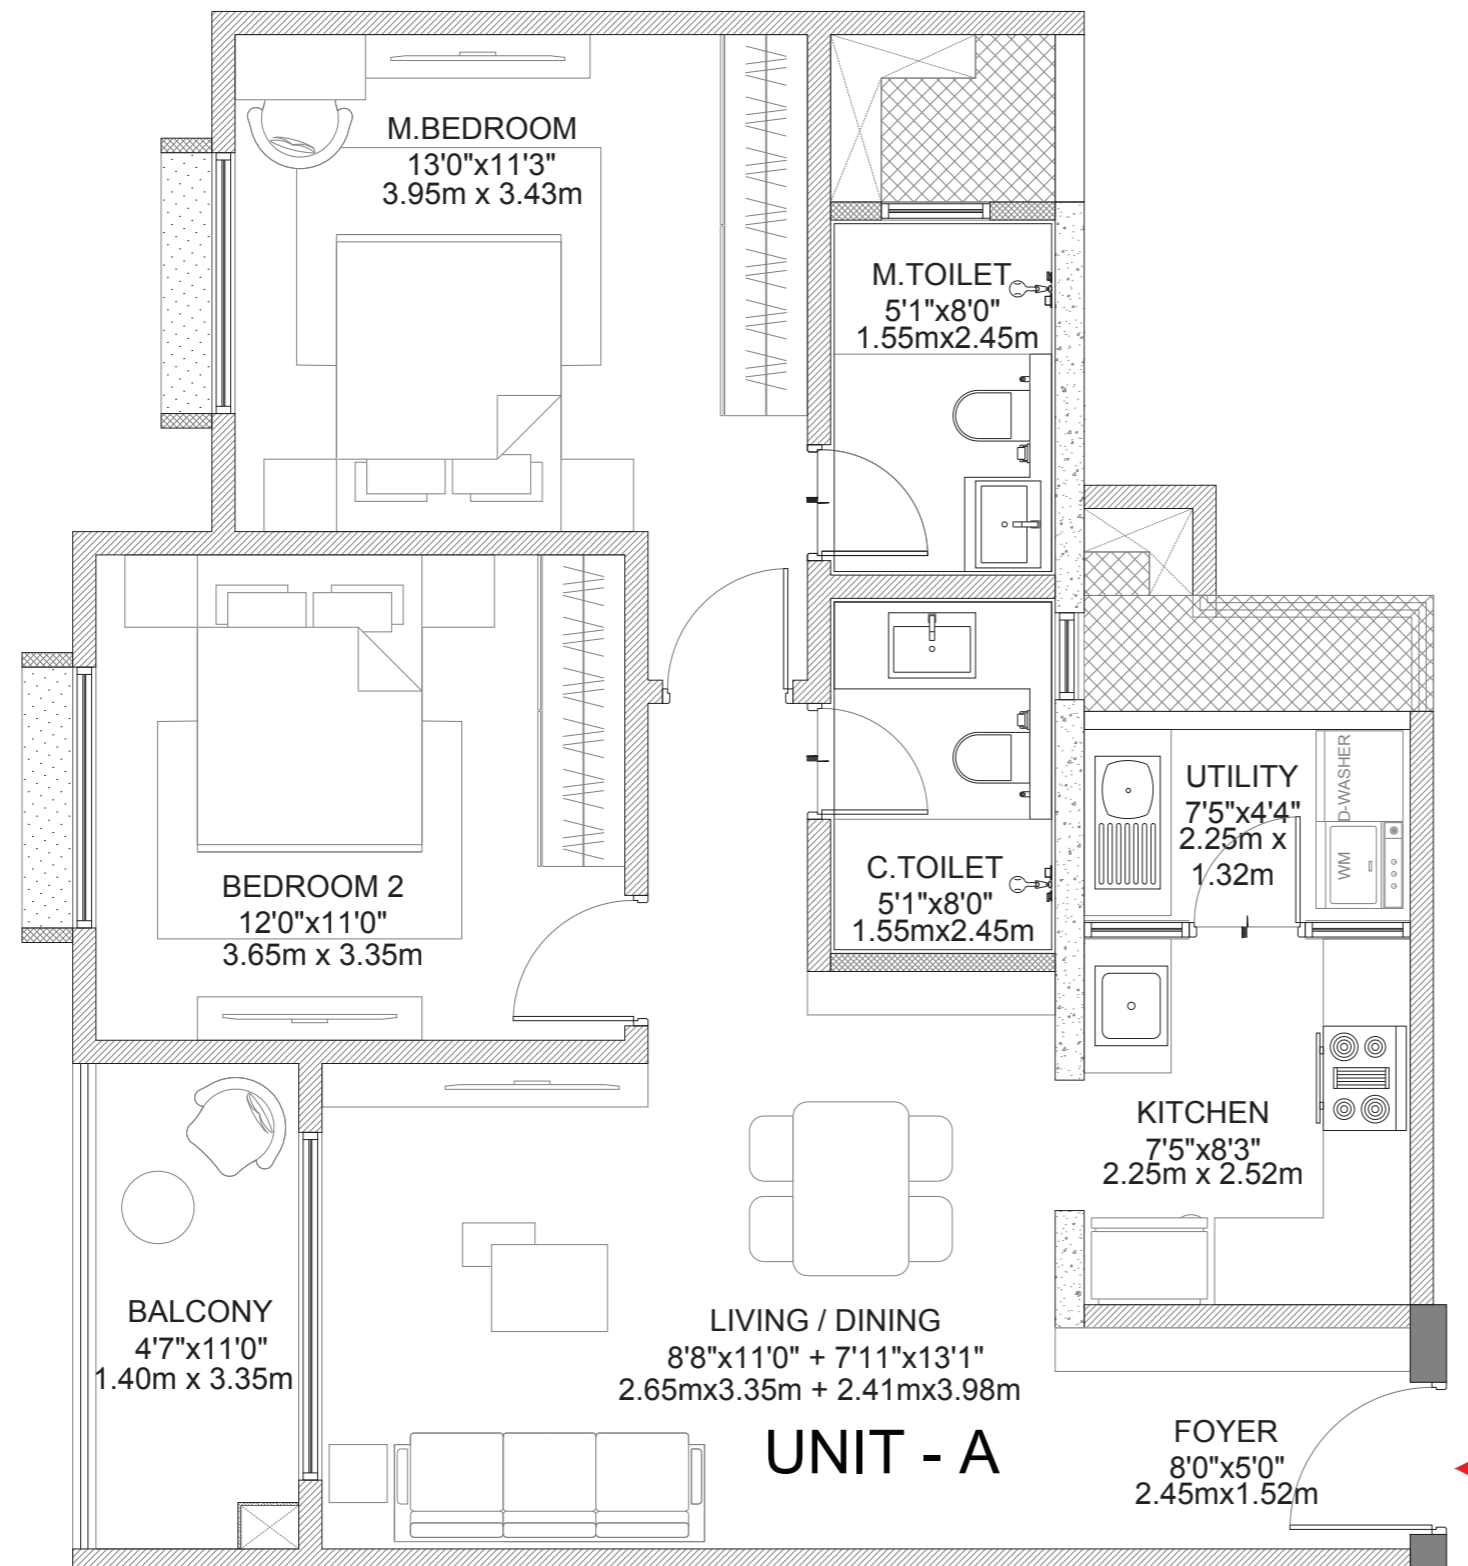 M.BEDROOM
13'0"x11'3"
3.95m x 3.43m
M.TOILET
5'1"x8'0"
1.55mx2.45m
UTILITY
7'5"x4'4"
2.25m x
1.32m
D-WASHER
WM
BEDROOM 2
12'0"x11'0"
3.65m x 3.35m
C.TOILET
5'1"x8'0"
1.55mx2.45m
KITCHEN
7'5"x8'3"
2.25m x 2.52m
BALCONY
4'7"x11'0"
1.40m x 3.35m
LIVING / DINING
8'8"x11'0" + 7'11"x13'1"
2.65mx3.35m + 2.41mx3.98m
UNIT - A
FOYER
8'0"x5'0"
2.45mx1.52m